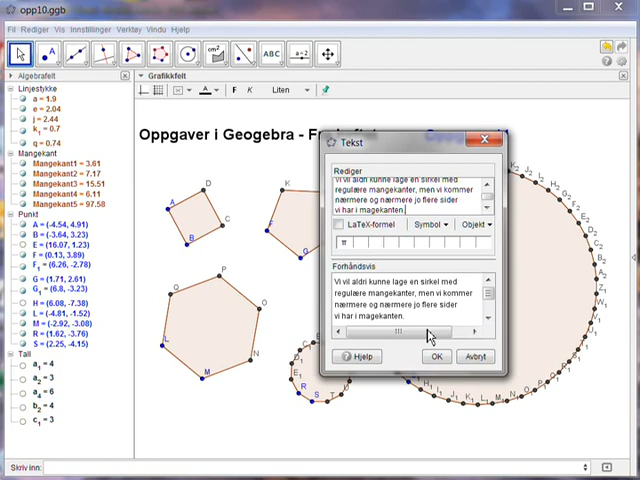 opp10.ggb
Fil Rediger Vis Innstillinger Verktøy Vindu Hjelp
ABC
a=2
Algebrafelt
Grafikkfelt
F K Liten
Linjestykke
a = 1.9
e = 2.04
j = 2.44
k₁ = 0.7
q = 0.74
Mangekant
Mangekant1 = 3.61
Mangekant2 = 7.17
Mangekant3 = 15.51
Mangekant4 = 6.11
Mangekant5 = 97.58
Punkt
A = (-4.54, 4.91)
B = (-3.64, 3.23)
E = (16.07, 1.23)
F = (0.13, 3.89)
F₁ = (6.26, -2.78)
G = (1.71, 2.61)
G₁ = (6.8, -3.23)
H = (6.08, -7.38)
L = (-4.81, -1.52)
M = (-2.92, -3.08)
R = (1.62, -3.76)
S = (2.25, -4.15)
Tall
a₁ = 4
a₂ = 3
a₄ = 6
b₂ = 4
c₁ = 3
Oppgaver i Geogebra -
Tekst
Rediger
Vi vil aldri kunne lage en sirkel med
regulære mangekanter, men vi kommer
nærmere og nærmere jo flere sider
vi har i magekanten.
LaTeX-formel Symbol Objekt
π
Forhåndsvis
Vi vil aldri kunne lage en sirkel med
regulære mangekanter, men vi kommer
nærmere og nærmere jo flere sider
vi har i magekanten.
Hjelp OK Avbryt
A
D
C
B
K
F
G
P
Q
O
L
N
M
E₁
R
S
T
U
Skriv inn: